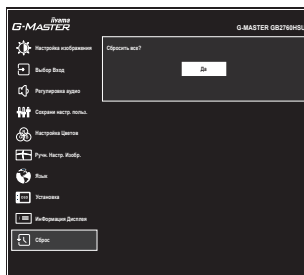 iiyama
G-MASTER
G-MASTER GB2760HSU
Настройка изображения
Сбросить все?
Да
Выбор Вход
Регулировка аудио
Сохрани настр. польз.
Настройка Цветов
Ручн. Настр. Изобр.
Язык
Установка
Информация Дисплея
Сброс